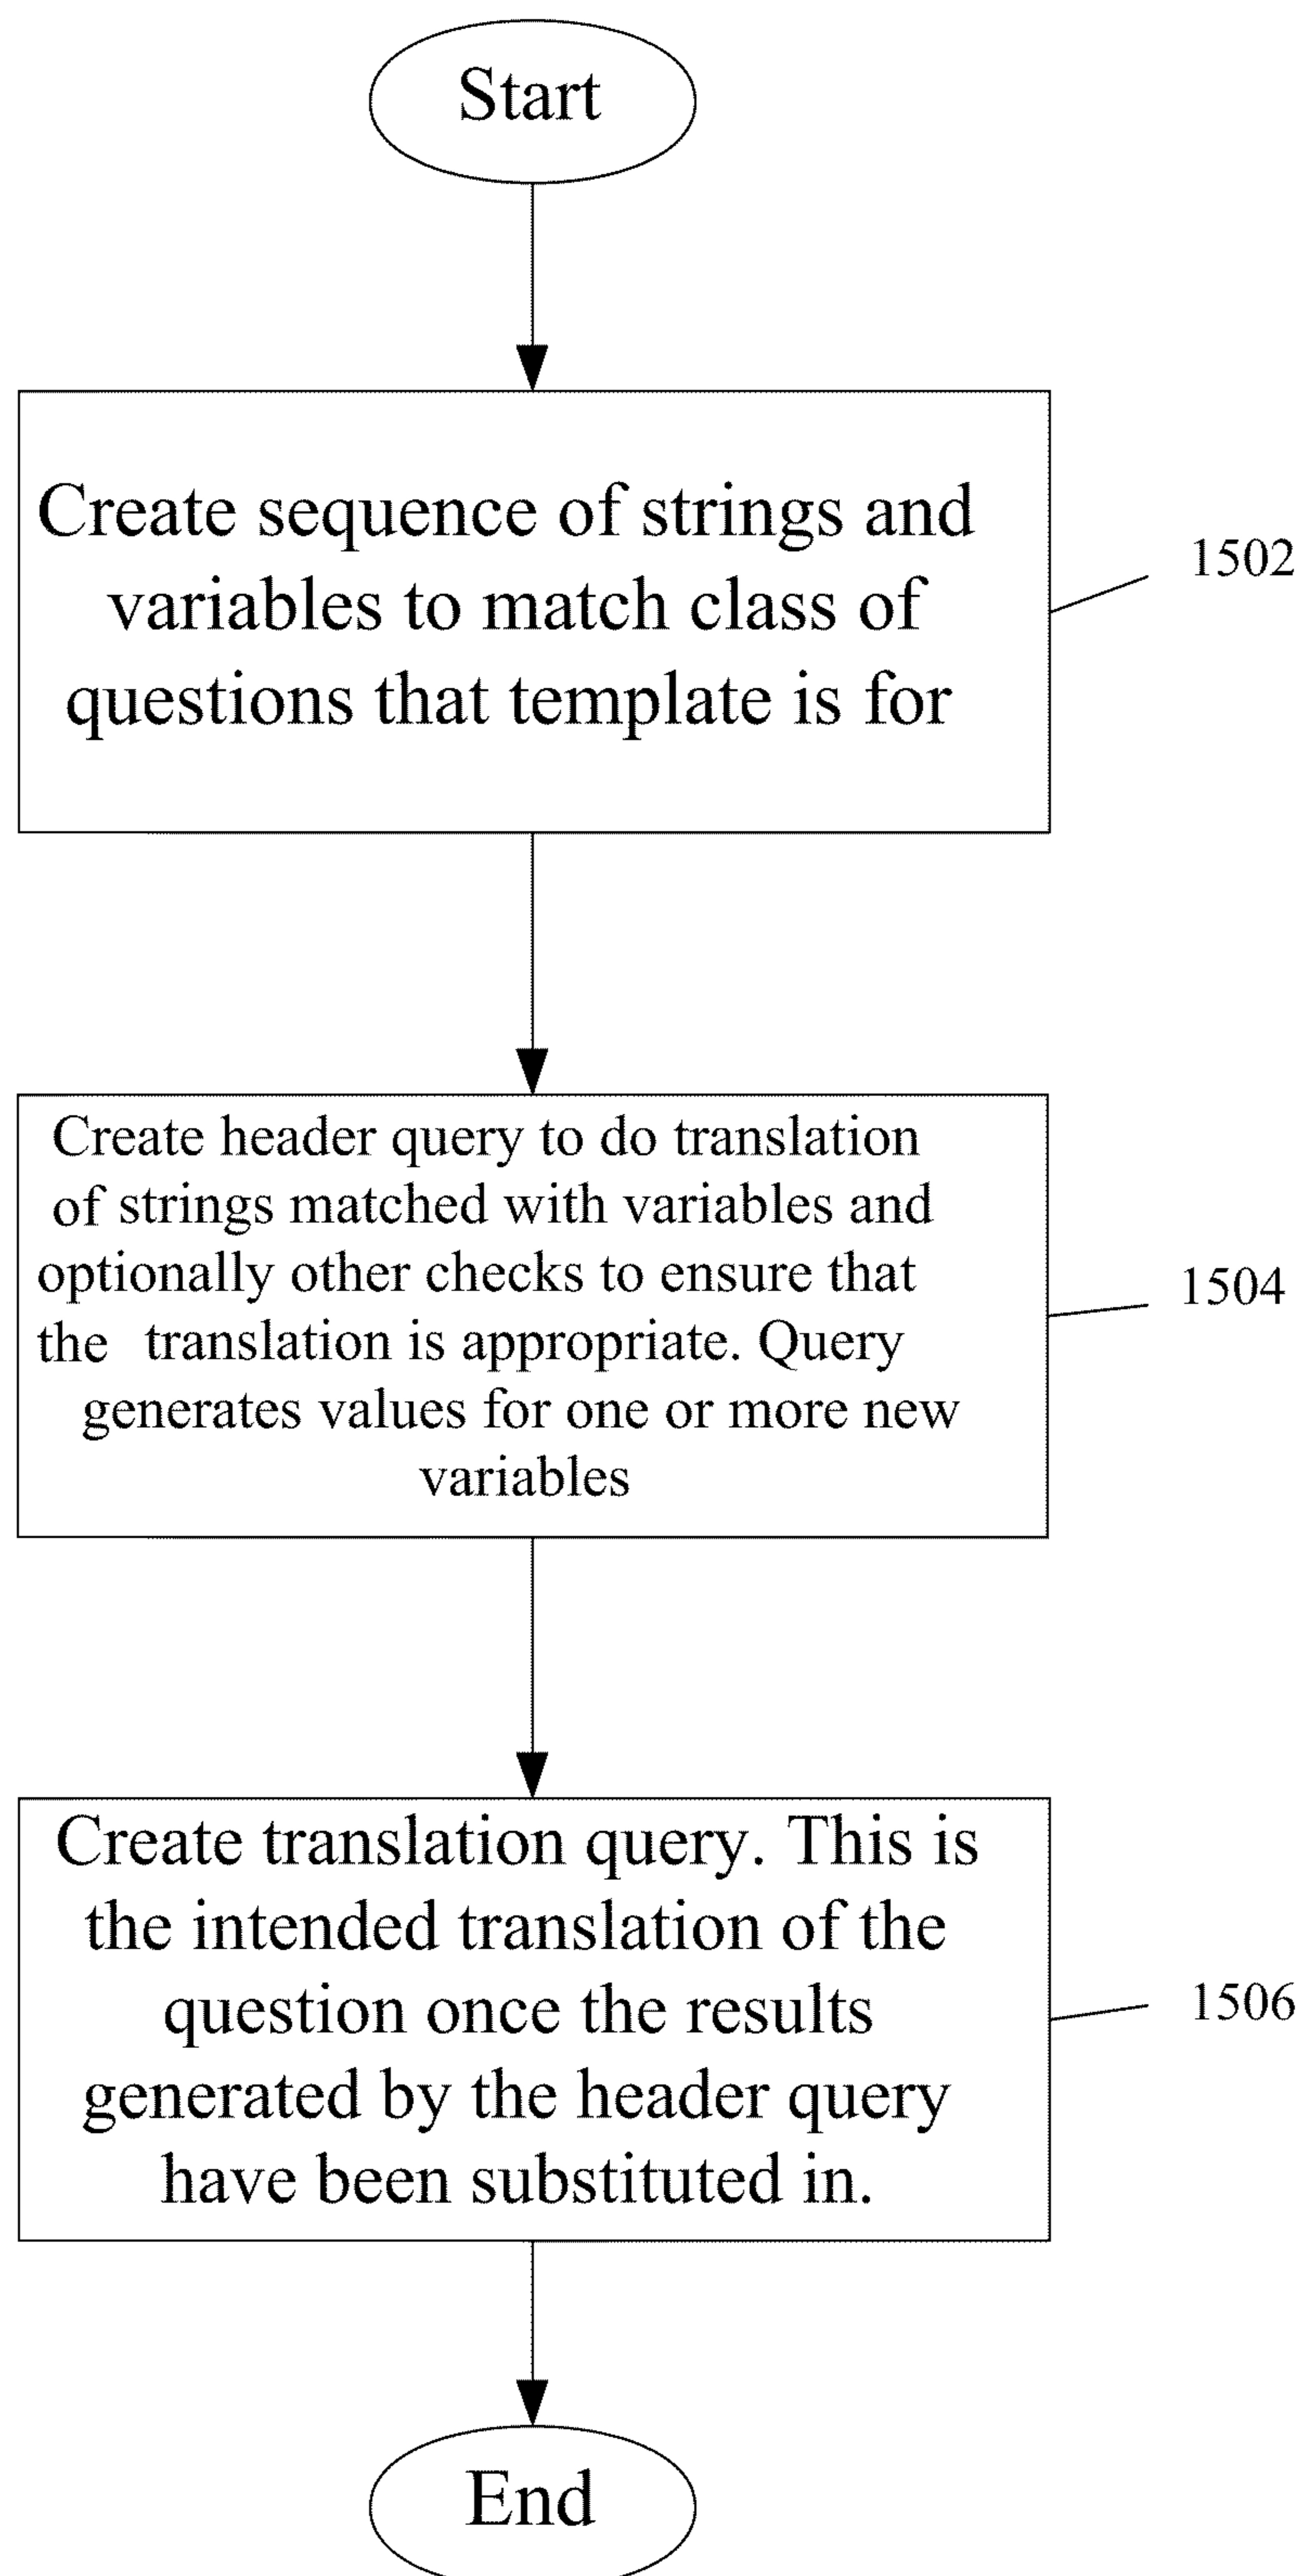 Start
Create sequence of strings and
variables to match class of
questions that template is for
1502
Create header query to do translation
of strings matched with variables and
optionally other checks to ensure that
the translation is appropriate. Query
generates values for one or more new
variables
1504
Create translation query. This is
the intended translation of the
question once the results
generated by the header query
have been substituted in.
1506
End